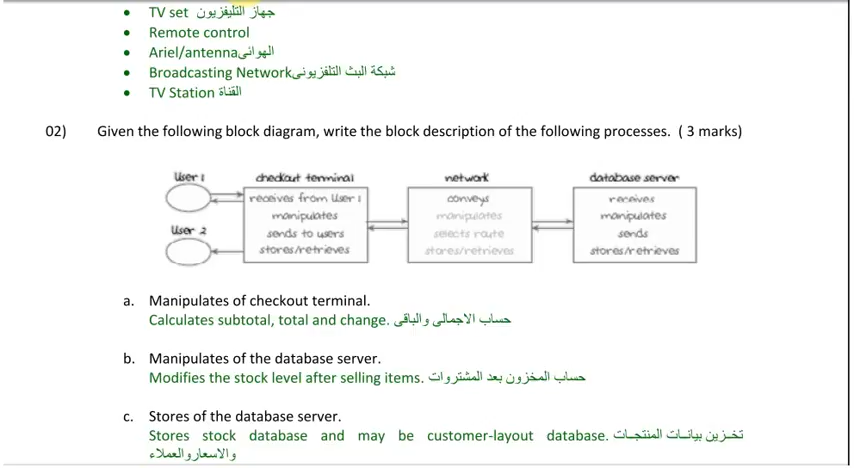 • TV set جهاز التليفزيون
• Remote control
• Ariel/antennaالهوائى
• Broadcasting Networkشبكة البث التلفزيونى
• TV Station القناة
02) Given the following block diagram, write the block description of the following processes. ( 3 marks)
User 1 checkout terminal network database server
receives from User 1 conveys receives
manipulates manipulates manipulates
User 2 sends to users selects route sends
stores/retrieves stores/retrieves stores/retrieves
a. Manipulates of checkout terminal.
Calculates subtotal, total and change. حساب الاجمالى والباقى
b. Manipulates of the database server.
Modifies the stock level after selling items. حساب المخزون بعد المشتروات
c. Stores of the database server.
Stores stock database and may be customer-layout database. تخــزين بيانــات المنتجــات
والاسعاروالعملاء